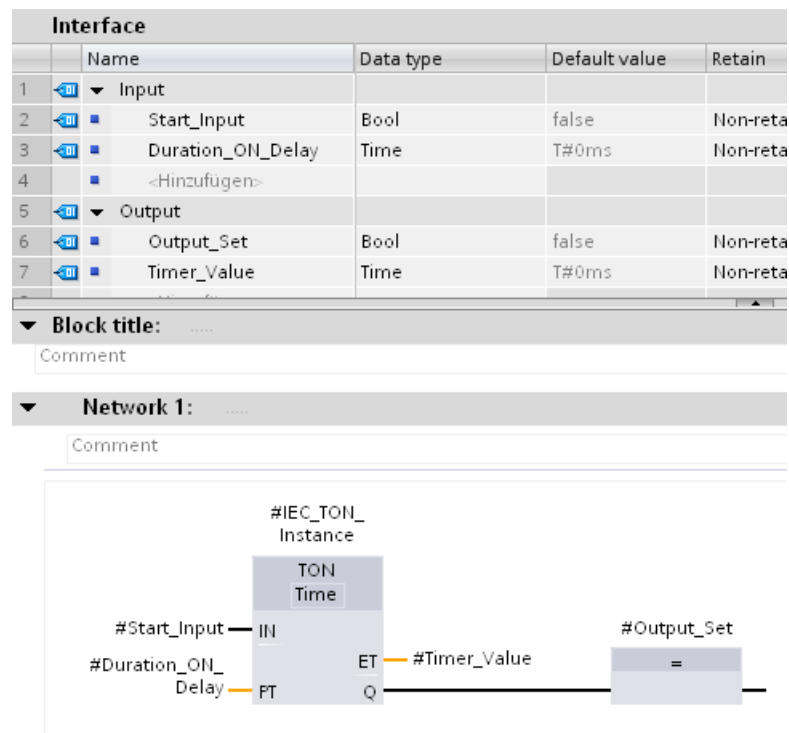 Interface
Name Data type Default value Retain
1 Input
2 Start_Input Bool false Non-reta
3 Duration_ON_Delay Time T#0ms Non-reta
4 <Hinzufügen>
5 Output
6 Output_Set Bool false Non-reta
7 Timer_Value Time T#0ms Non-reta
Block title: .....
Comment
Network 1: .....
Comment
#IEC_TON_
Instance
TON
Time
#Start_Input IN
#Output_Set
#Duration_ON_
Delay PT
ET #Timer_Value
=
Q